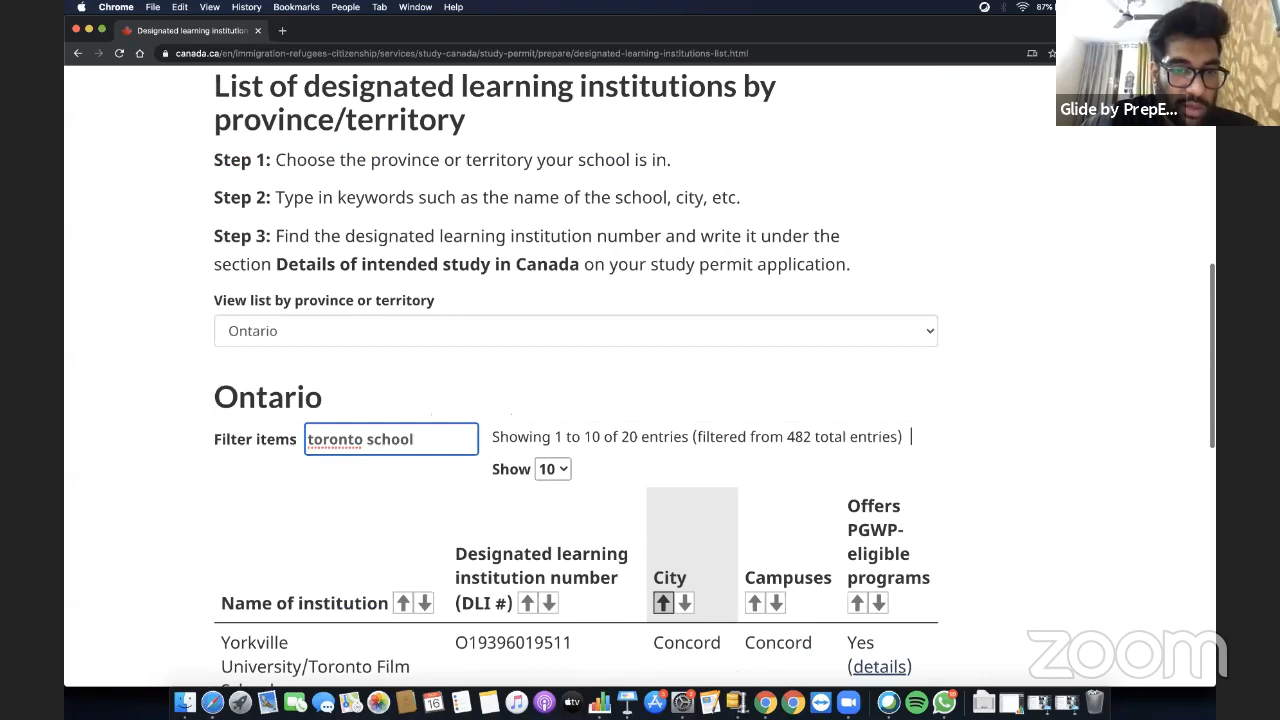 Chrome File Edit View History Bookmarks People Tab Window Help 87%
Designated learning institution
canada.ca/en/immigration-refugees-citizenship/services/study-canada/study-permit/prepare/designated-learning-institutions-list.html
Glide by PrepE...
List of designated learning institutions by
province/territory
Step 1: Choose the province or territory your school is in.
Step 2: Type in keywords such as the name of the school, city, etc.
Step 3: Find the designated learning institution number and write it under the
section Details of intended study in Canada on your study permit application.
View list by province or territory
Ontario
Ontario
Filter items toronto school Showing 1 to 10 of 20 entries (filtered from 482 total entries) |
Show 10
Name of institution
Designated learning
institution number
(DLI #)
City
Campuses
Offers
PGWP-
eligible
programs
Yorkville O19396019511 Concord Concord Yes
University/Toronto Film (details)
zoom